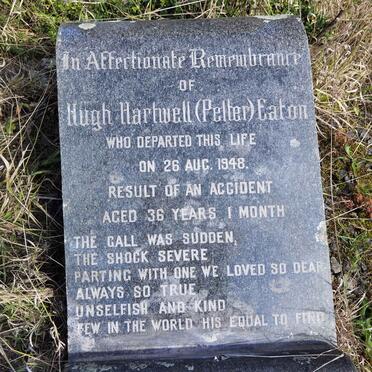 In Affectionate Remembrance
OF
Hugh Hartwell (Pelter) Eaton
WHO DEPARTED THIS LIFE
ON 26 AUG. 1948.
RESULT OF AN ACCIDENT
AGED 36 YEARS 1 MONTH
THE CALL WAS SUDDEN,
THE SHOCK SEVERE
PARTING WITH ONE WE LOVED SO DEAR
ALWAYS SO TRUE
UNSELFISH AND KIND
FEW IN THE WORLD HIS EQUAL TO FIND